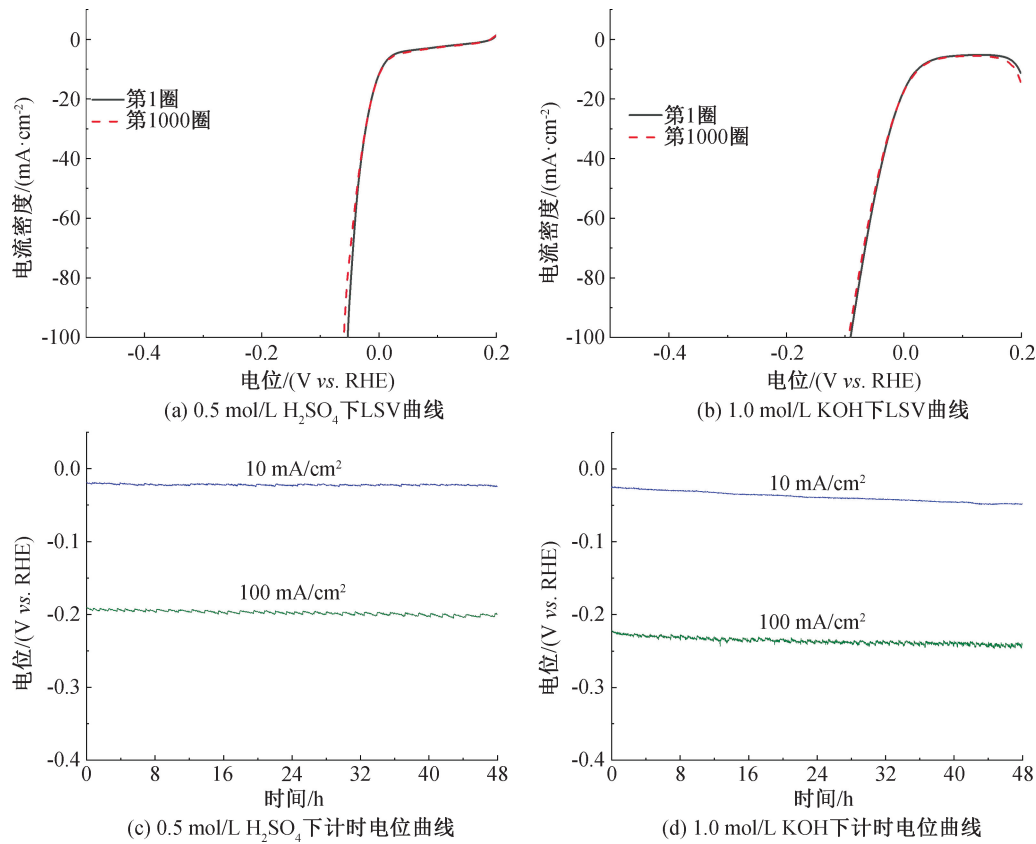 0
-20
-40
-60
-80
-100
电流密度/(mA·cm⁻²)
第1圈
第1000圈
-0.4
-0.2
0.0
0.2
电位/(V vs. RHE)
(a) 0.5 mol/L H₂SO₄下LSV曲线
0
-20
-40
-60
-80
-100
电流密度/(mA·cm⁻²)
第1圈
第1000圈
-0.4
-0.2
0.0
0.2
电位/(V vs. RHE)
(b) 1.0 mol/L KOH下LSV曲线
0.0
-0.1
-0.2
-0.3
-0.4
电位/(V vs. RHE)
10 mA/cm²
100 mA/cm²
0
8
16
24
32
40
48
时间/h
(c) 0.5 mol/L H₂SO₄下计时电位曲线
0.0
-0.1
-0.2
-0.3
-0.4
电位/(V vs. RHE)
10 mA/cm²
100 mA/cm²
0
8
16
24
32
40
48
时间/h
(d) 1.0 mol/L KOH下计时电位曲线